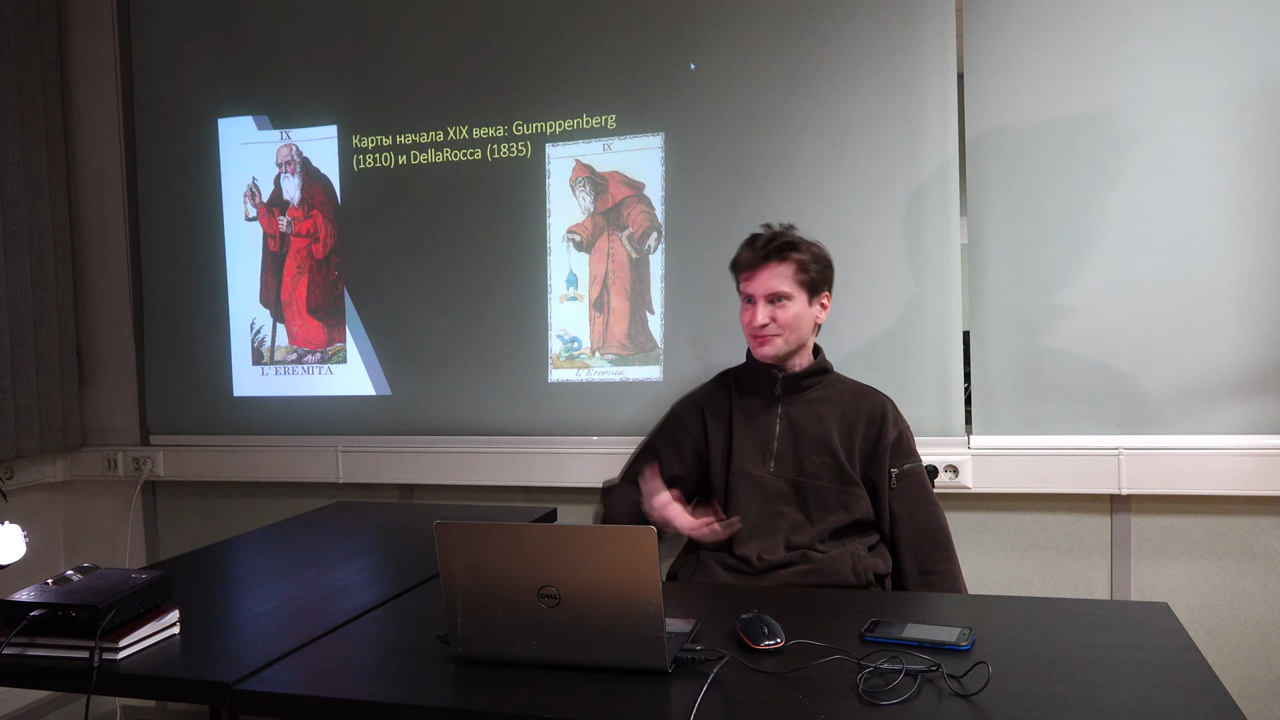 IX
L'EREMITA
Карты начала XIX века: Gumppenberg
(1810) и DellaRocca (1835)
IX
L'Eremita
DELL